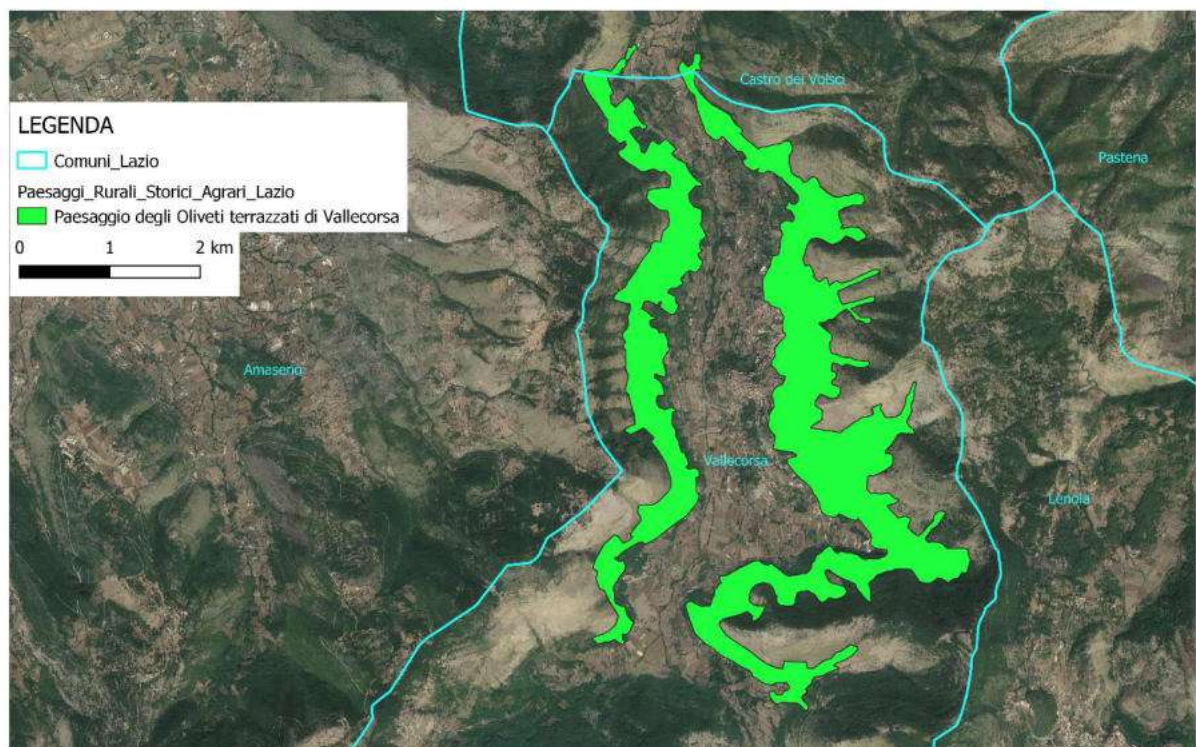 Castro dei Volsci
LEGENDA
Comuni_Lazio
Pastena
Paesaggi_Rurali_Storici_Agrari_Lazio
Paesaggio degli Oliveti terrazzati di Vallecorsa
0 1 2 km
Amaseno
Vallecorsa
Lenola